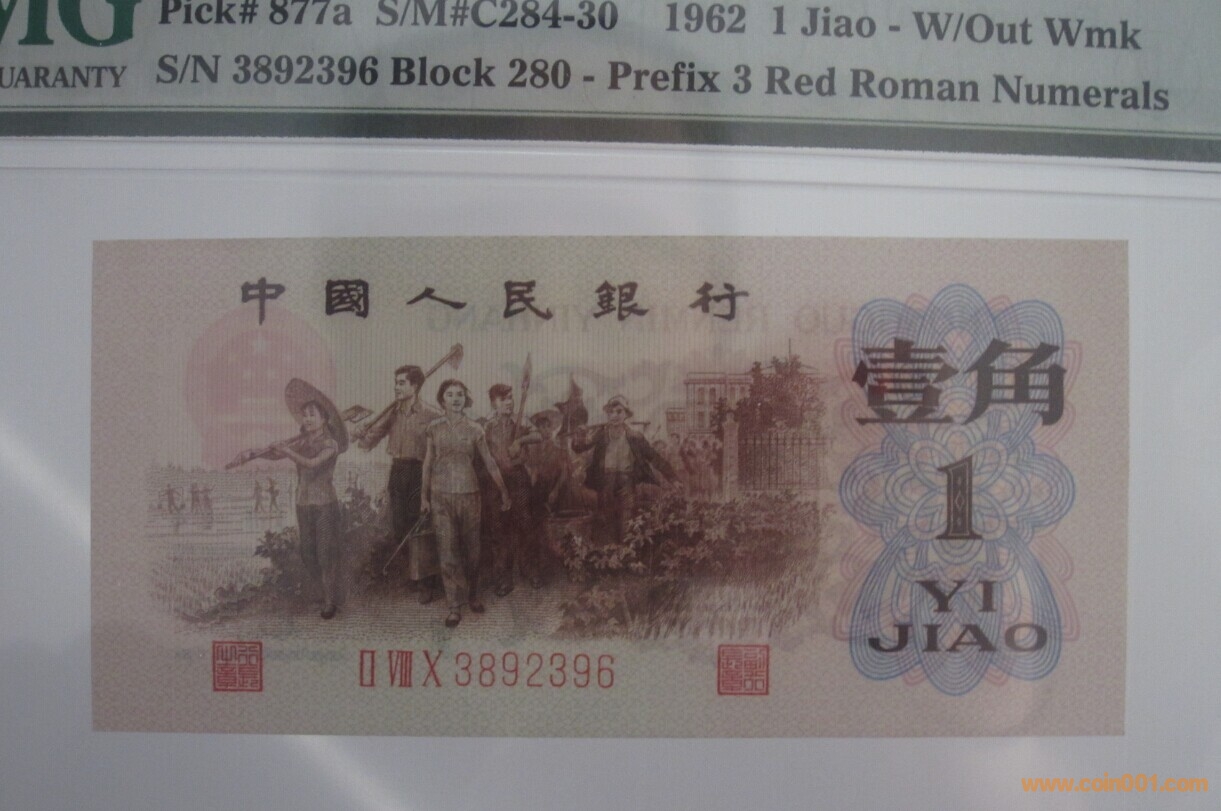 MG Pick# 877a S/M#C284-30 1962 1 Jiao - W/Out Wmk
UARANTY S/N 3892396 Block 280 - Prefix 3 Red Roman Numerals
中國人民銀行
壹角
1
YI
JIAO
II VIII X 3892396
www.coin001.com